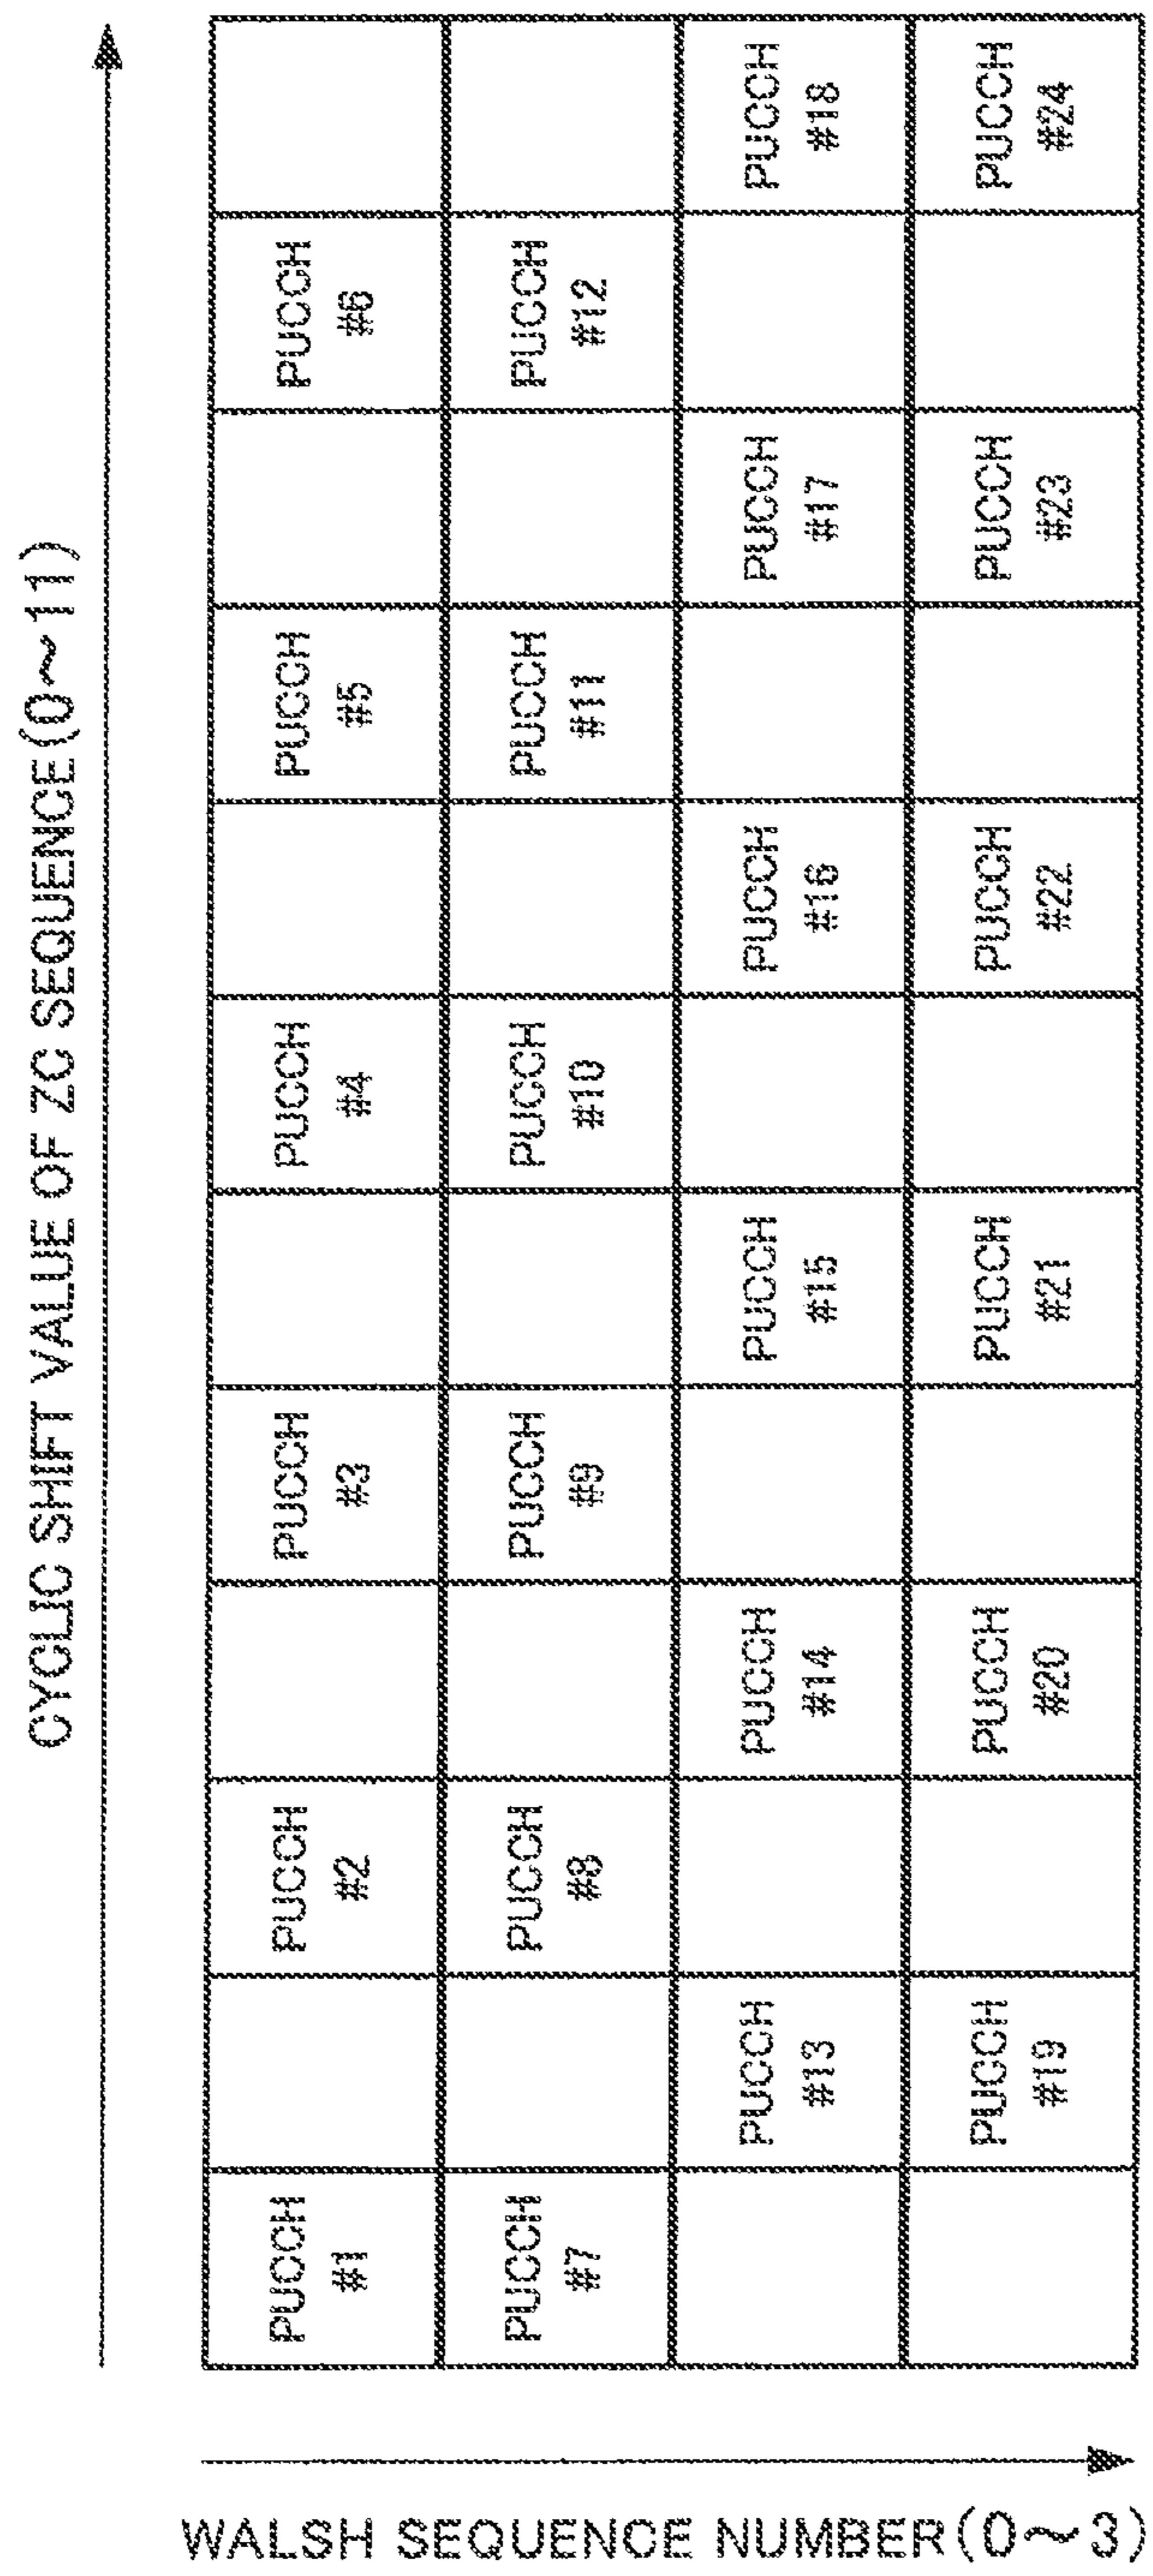 CYCLIC SHIFT VALUE OF ZC SEQUENCE(0~11)
PUCCH
#1
PUCCH
#2
PUCCH
#3
PUCCH
#4
PUCCH
#5
PUCCH
#6
PUCCH
#7
PUCCH
#8
PUCCH
#9
PUCCH
#10
PUCCH
#11
PUCCH
#12
PUCCH
#13
PUCCH
#14
PUCCH
#15
PUCCH
#16
PUCCH
#17
PUCCH
#18
PUCCH
#19
PUCCH
#20
PUCCH
#21
PUCCH
#22
PUCCH
#23
PUCCH
#24
WALSH SEQUENCE NUMBER(0~3)